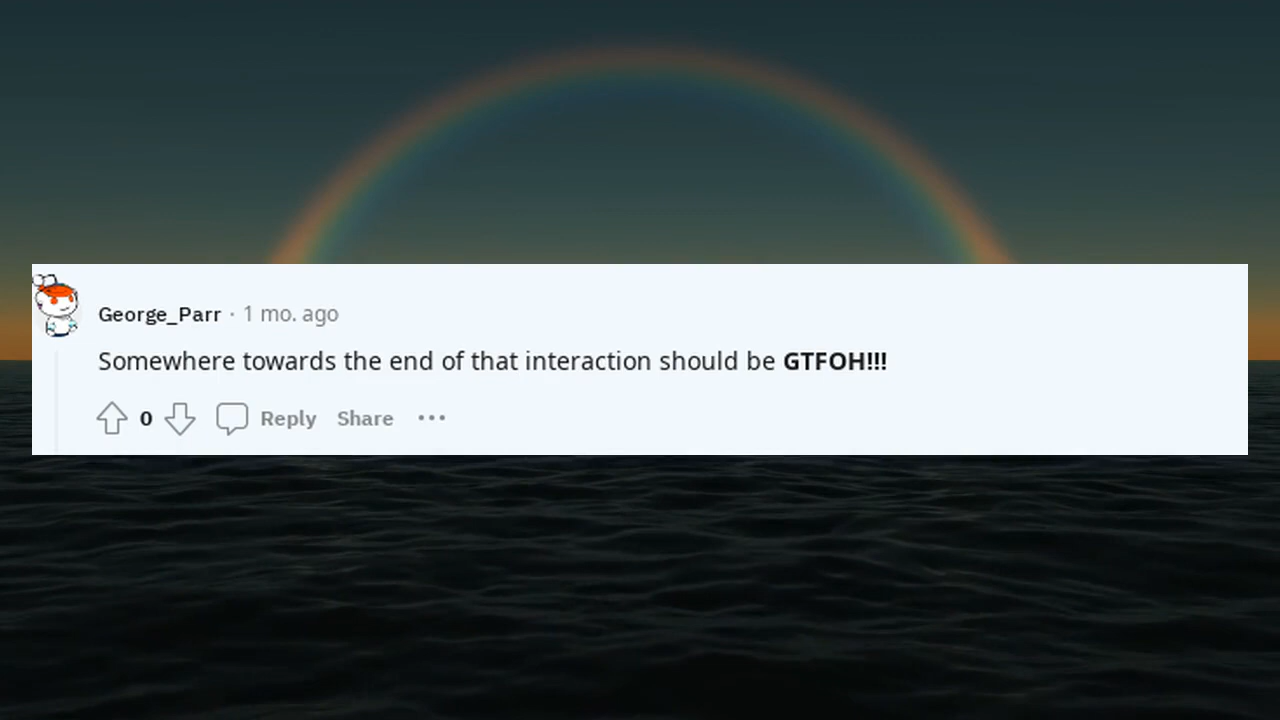 George_Parr · 1 mo. ago
Somewhere towards the end of that interaction should be GTFOH!!!
0 Reply Share ···